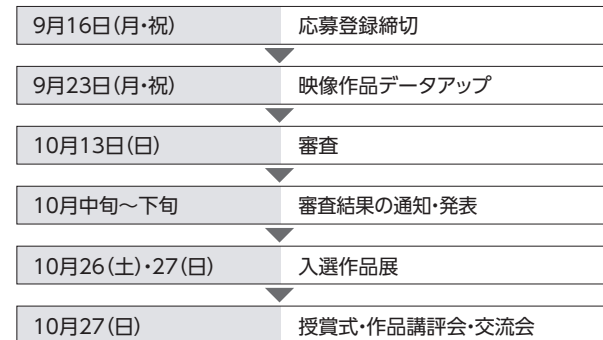 9月16日(月・祝) 応募登録締切
9月23日(月・祝) 映像作品データアップ
10月13日(日) 審査
10月中旬～下旬 審査結果の通知・発表
10月26(土)・27(日) 入選作品展
10月27(日) 授賞式・作品講評会・交流会